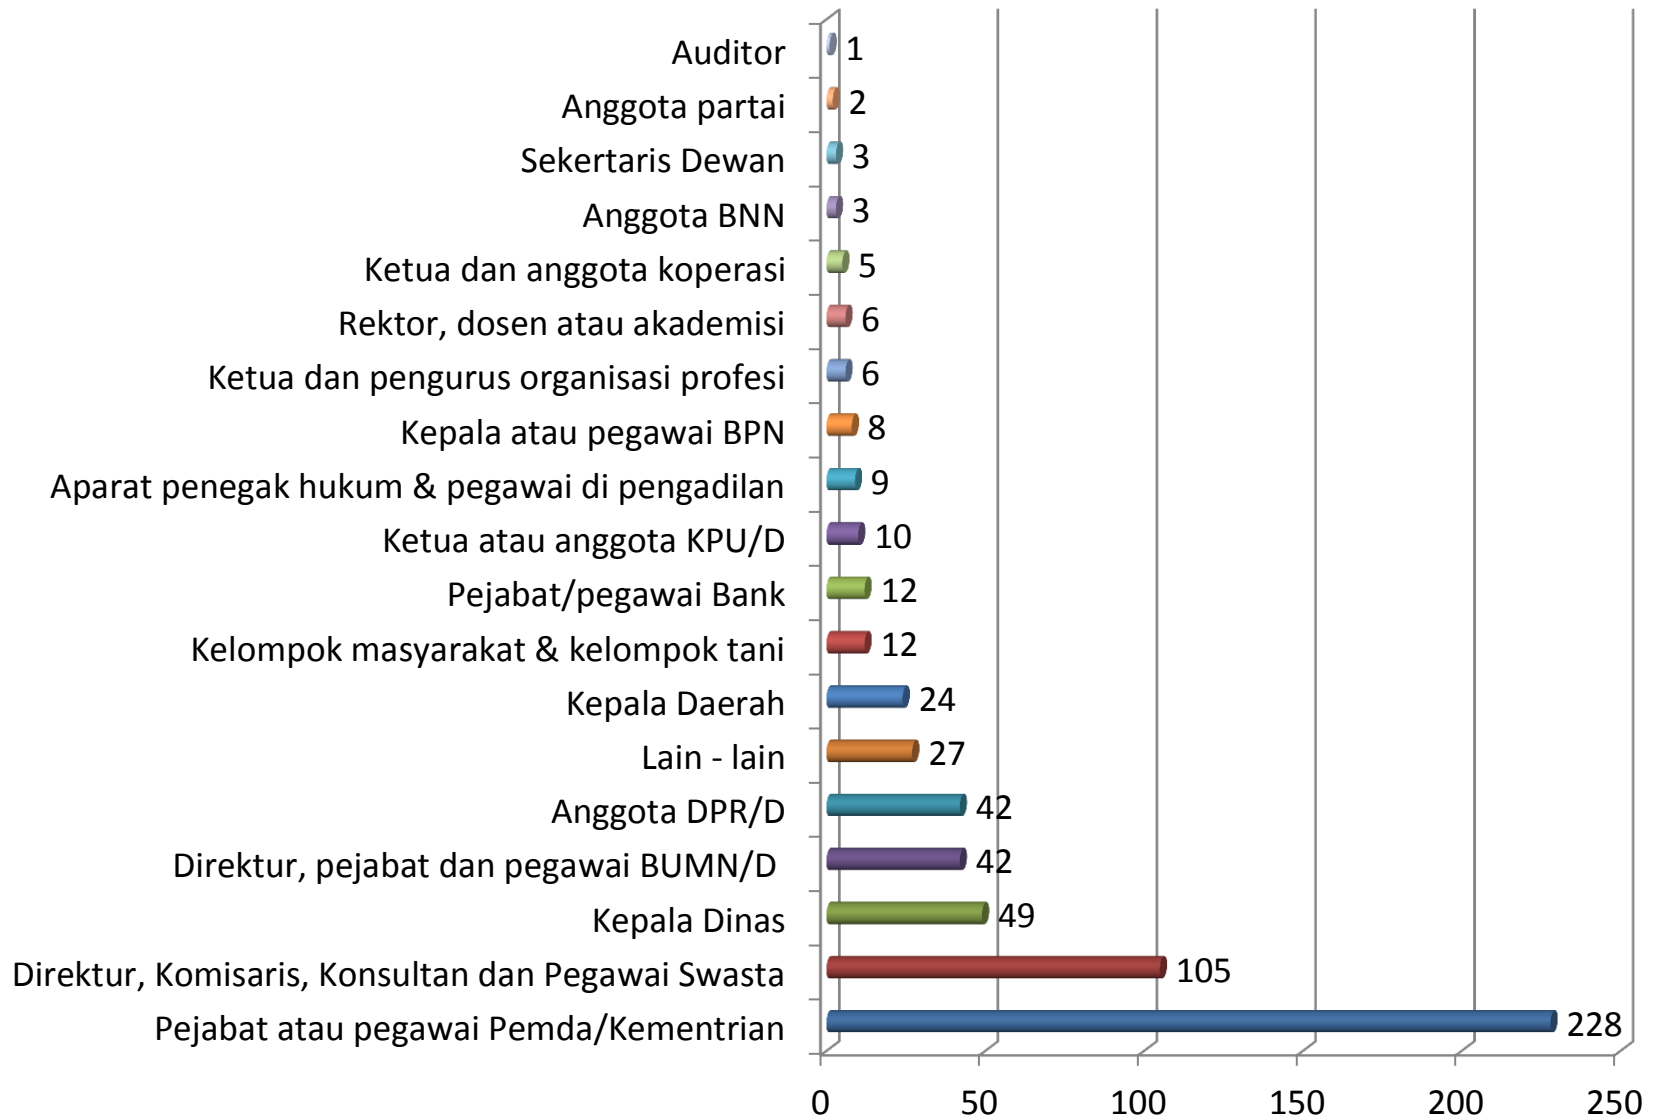 Auditor 1
Anggota partai 2
Sekertaris Dewan 3
Anggota BNN 3
Ketua dan anggota koperasi 5
Rektor, dosen atau akademisi 6
Ketua dan pengurus organisasi profesi 6
Kepala atau pegawai BPN 8
Aparat penegak hukum & pegawai di pengadilan 9
Ketua atau anggota KPU/D 10
Pejabat/pegawai Bank 12
Kelompok masyarakat & kelompok tani 12
Kepala Daerah 24
Lain - lain 27
Anggota DPR/D 42
Direktur, pejabat dan pegawai BUMN/D 42
Kepala Dinas 49
Direktur, Komisaris, Konsultan dan Pegawai Swasta 105
Pejabat atau pegawai Pemda/Kementrian 228
0 50 100 150 200 250